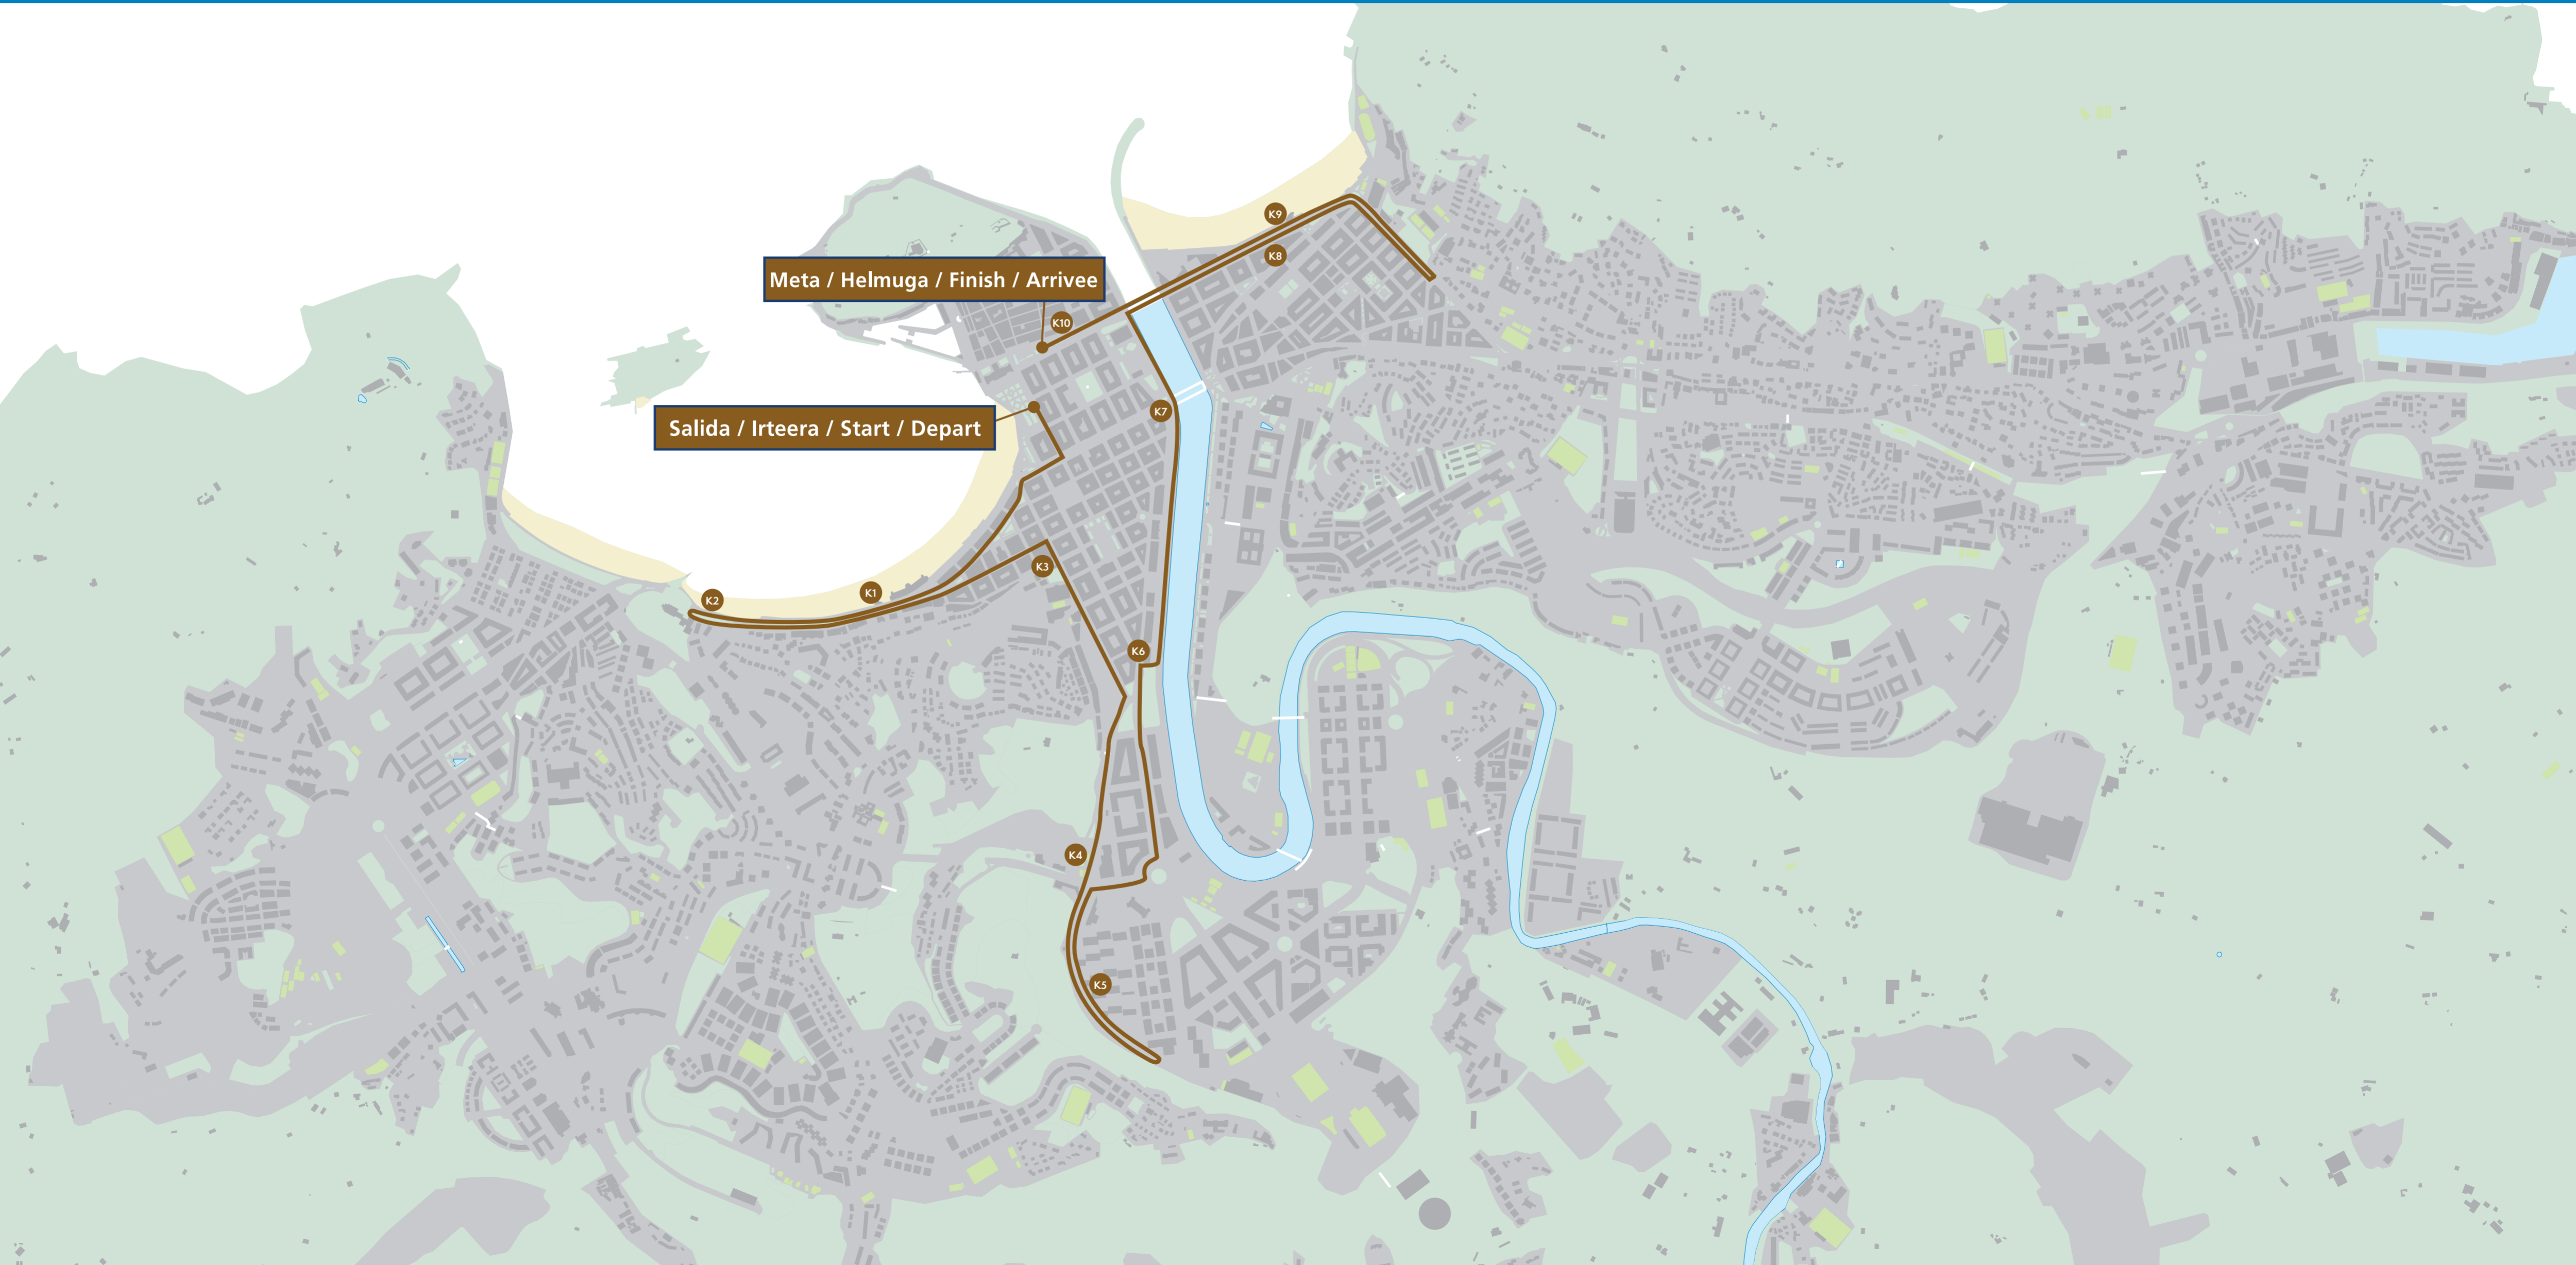 K9
K8
Meta / Helmuga / Finish / Arrivee
K10
K7
Salida / Irteera / Start / Depart
K3
K1
K2
K6
K4
K5